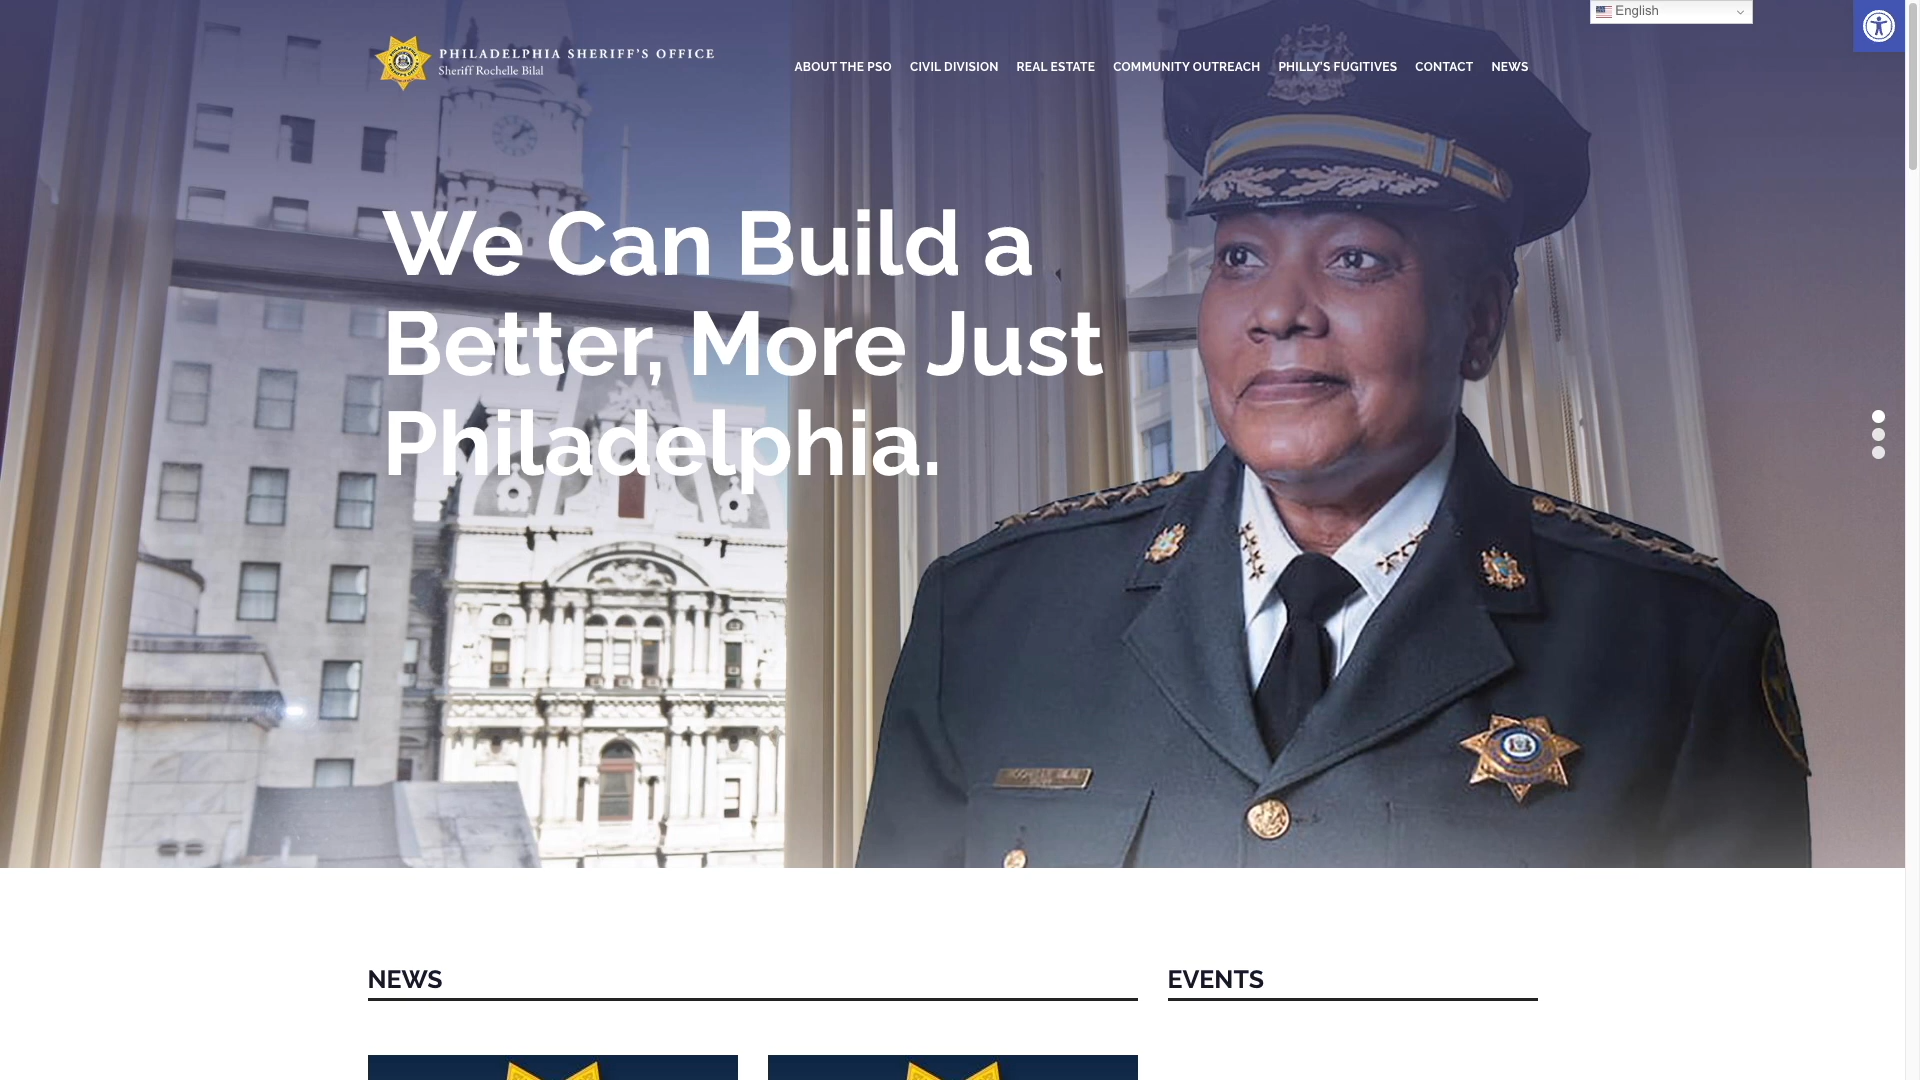 English
PHILADELPHIA SHERIFF'S OFFICE
Sheriff Rochelle Bilal
ABOUT THE PSO CIVIL DIVISION REAL ESTATE COMMUNITY OUTREACH PHILLY'S FUGITIVES CONTACT NEWS
We Can Build a
Better, More Just
Philadelphia.
NEWS
EVENTS